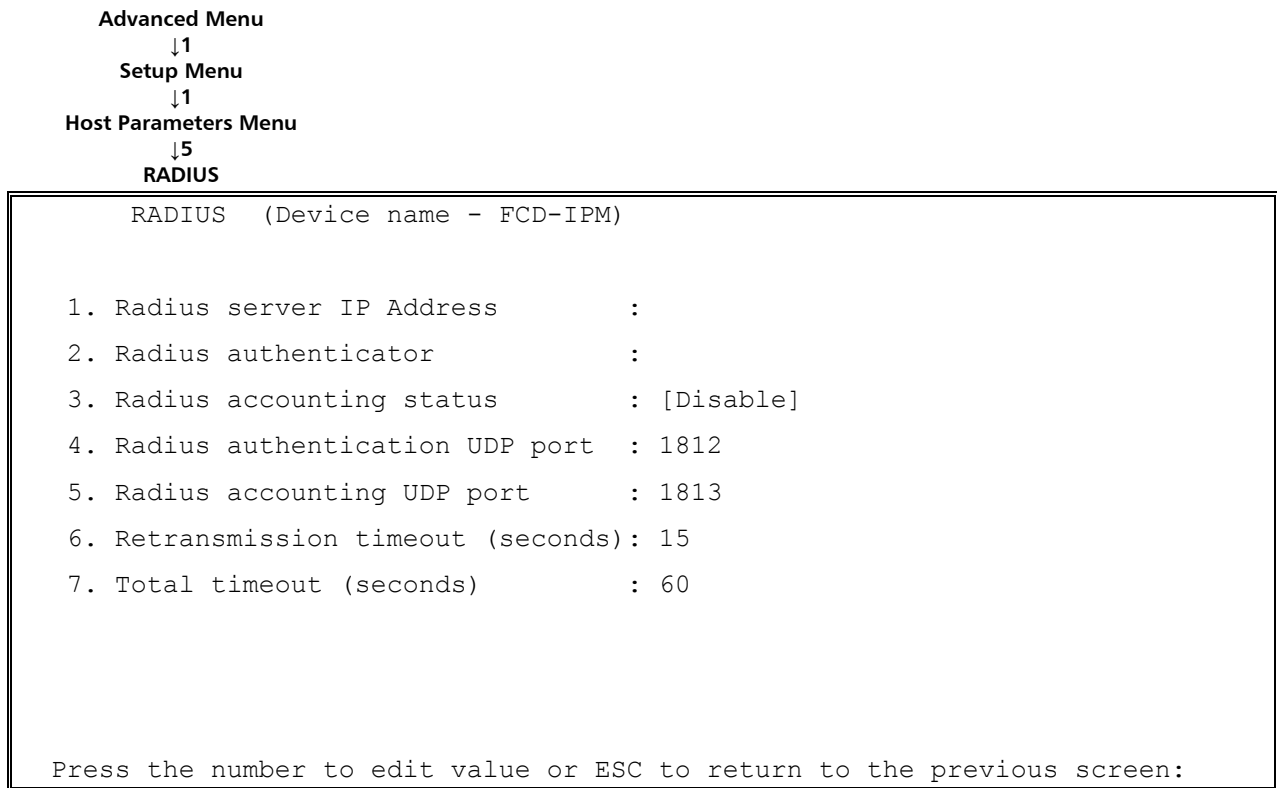 Advanced Menu
↓1
Setup Menu
↓1
Host Parameters Menu
↓5
RADIUS
RADIUS (Device name - FCD-IPM)
1. Radius server IP Address :
2. Radius authenticator :
3. Radius accounting status : [Disable]
4. Radius authentication UDP port : 1812
5. Radius accounting UDP port : 1813
6. Retransmission timeout (seconds): 15
7. Total timeout (seconds) : 60
Press the number to edit value or ESC to return to the previous screen: